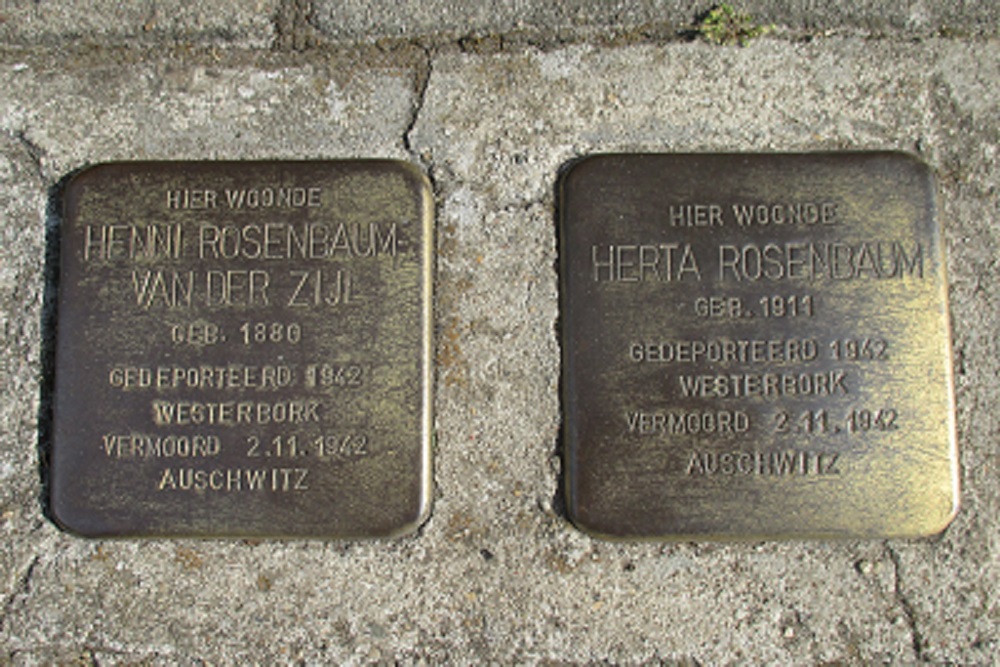 HIER WOONDE
HENNI ROSENBAUM-
VAN DER ZIJL
GEB. 1880
GEDEPORTEERD 1942
WESTERBORK
VERMOORD 2.11.1942
AUSCHWITZ
HIER WOONDE
HERTA ROSENBAUM
GEB. 1911
GEDEPORTEERD 1942
WESTERBORK
VERMOORD 2.11.1942
AUSCHWITZ